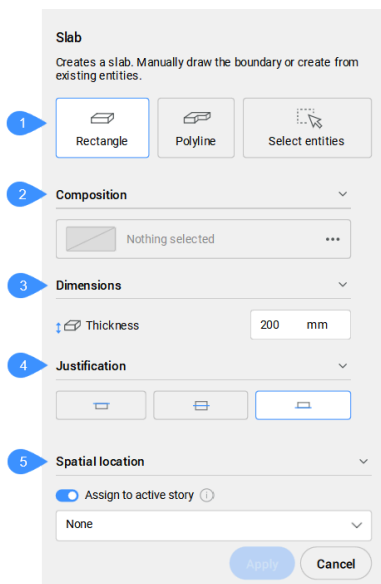 Slab
Creates a slab. Manually draw the boundary or create from
existing entities.
1
Rectangle
Polyline
Select entities
2
Composition
Nothing selected
3
Dimensions
Thickness
200 mm
4
Justification
5
Spatial location
Assign to active story
None
Apply
Cancel